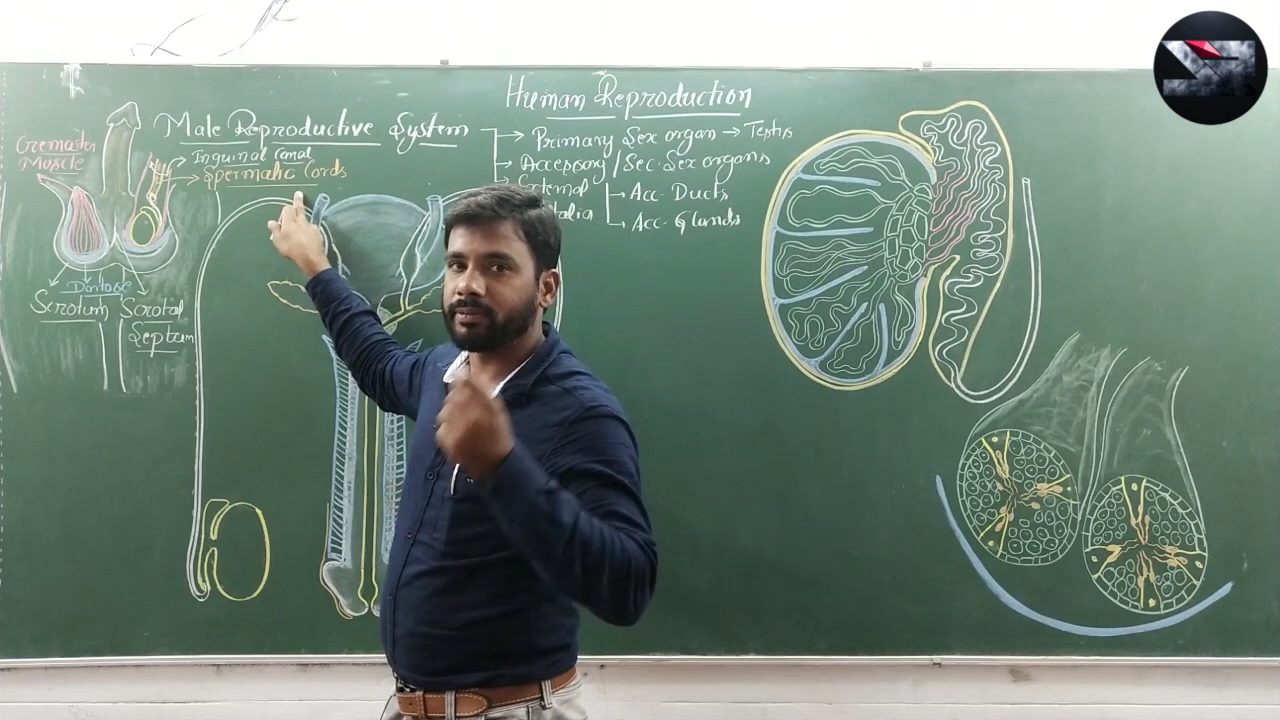 Human Reproduction
Male Reproductive System → Primary Sex organ → Testis
→ Accessory / Sec. Sex organs
→ External
→ Acc. Ducts
→ Acc. Glands
Cremaster
Muscle
→ Inguinal Canal
→ Spermatic Cords
Dartos
Scrotum
Scrotal
Septum